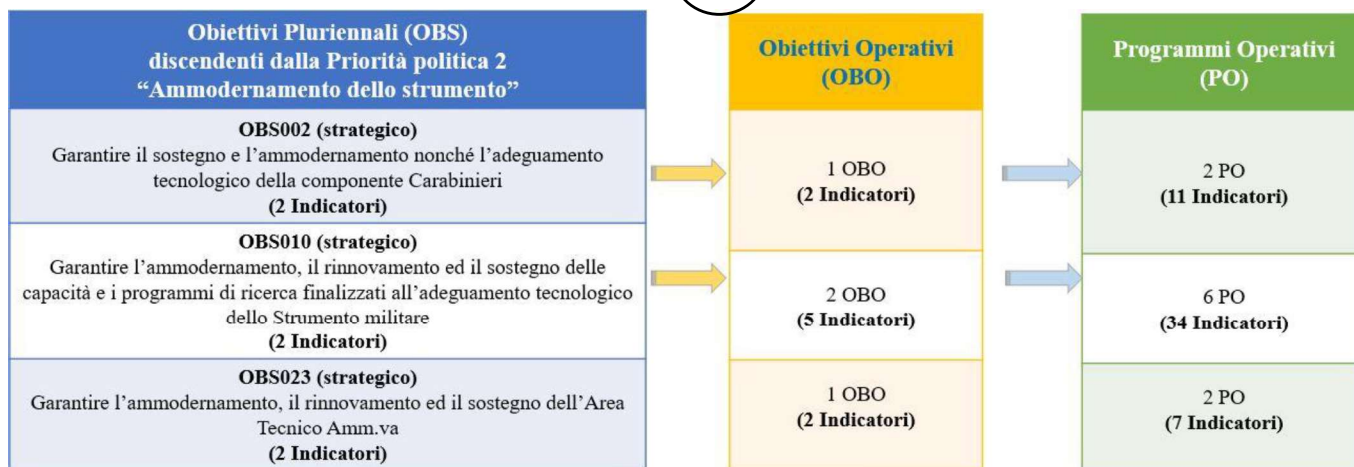 Obiettivi Pluriennali (OBS)
discendenti dalla Priorità politica 2
“Ammodernamento dello strumento”
Obiettivi Operativi
(OBO)
Programmi Operativi
(PO)
OBS002 (strategico)
Garantire il sostegno e l’ammodernamento nonché l’adeguamento
tecnologico della componente Carabinieri
(2 Indicatori)
1 OBO
(2 Indicatori)
2 PO
(11 Indicatori)
OBS010 (strategico)
Garantire l’ammodernamento, il rinnovamento ed il sostegno delle
capacità e i programmi di ricerca finalizzati all’adeguamento tecnologico
dello Strumento militare
(2 Indicatori)
2 OBO
(5 Indicatori)
6 PO
(34 Indicatori)
OBS023 (strategico)
Garantire l’ammodernamento, il rinnovamento ed il sostegno dell’Area
Tecnico Amm.va
(2 Indicatori)
1 OBO
(2 Indicatori)
2 PO
(7 Indicatori)